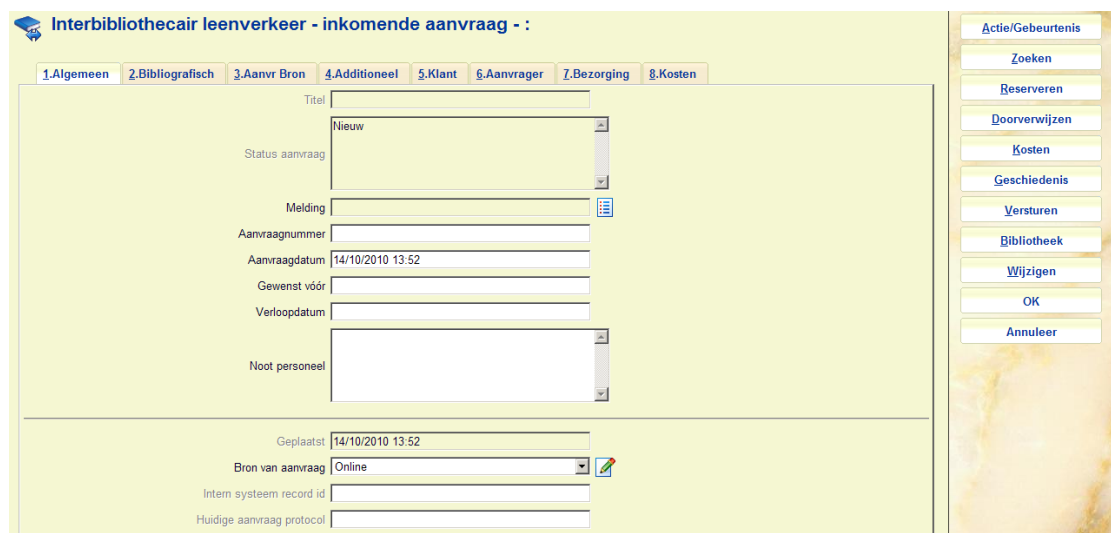 Interbibliothecair leenverkeer - inkomende aanvraag - :
1.Algemeen 2.Bibliografisch 3.Aanvr Bron 4.Additioneel 5.Klant 6.Aanvrager 7.Bezorging 8.Kosten
Titel
Status aanvraag Nieuw
Melding
Aanvraagnummer
Aanvraagdatum 14/10/2010 13:52
Gewenst vóór
Verloopdatum
Noot personeel
Geplaatst 14/10/2010 13:52
Bron van aanvraag Online
Intern systeem record id
Huidige aanvraag protocol
Actie/Gebeurtenis
Zoeken
Reserveren
Doorverwijzen
Kosten
Geschiedenis
Versturen
Bibliotheek
Wijzigen
OK
Annuleer